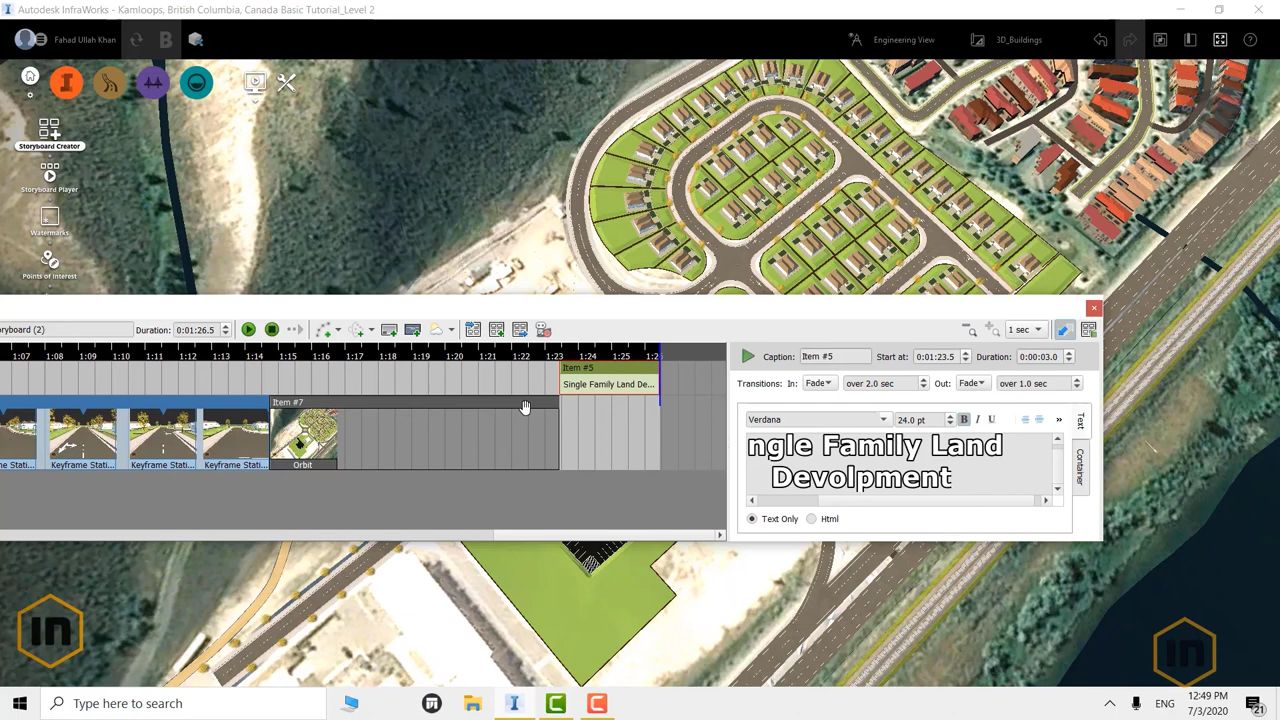 Autodesk InfraWorks - Kamloops, British Columbia, Canada Basic Tutorial_Level 2
Fahad Ullah Khan
Engineering View
3D_Buildings
Storyboard Creator
Storyboard Player
Watermarks
Points of Interest
oryboard (2)
Duration: 0:01:26.5
1 sec
1:07 1:08 1:09 1:10 1:11 1:12 1:13 1:14 1:15 1:16 1:17 1:18 1:19 1:20 1:21 1:22 1:23 1:24 1:25 1:26
Item #5
Single Family Land De...
Item #7
Keyframe Stati... Keyframe Stati... Keyframe Stati...
Orbit
Caption: Item #5 Start at: 0:01:23.5 Duration: 0:00:03.0
Transitions: In: Fade over 2.0 sec Out: Fade over 1.0 sec
Verdana 24.0 pt B I U »
ngle Family Land
Devolpment
Text
Container
Text Only Html
in
in
Type here to search
ENG
12:49 PM
7/3/2020
21